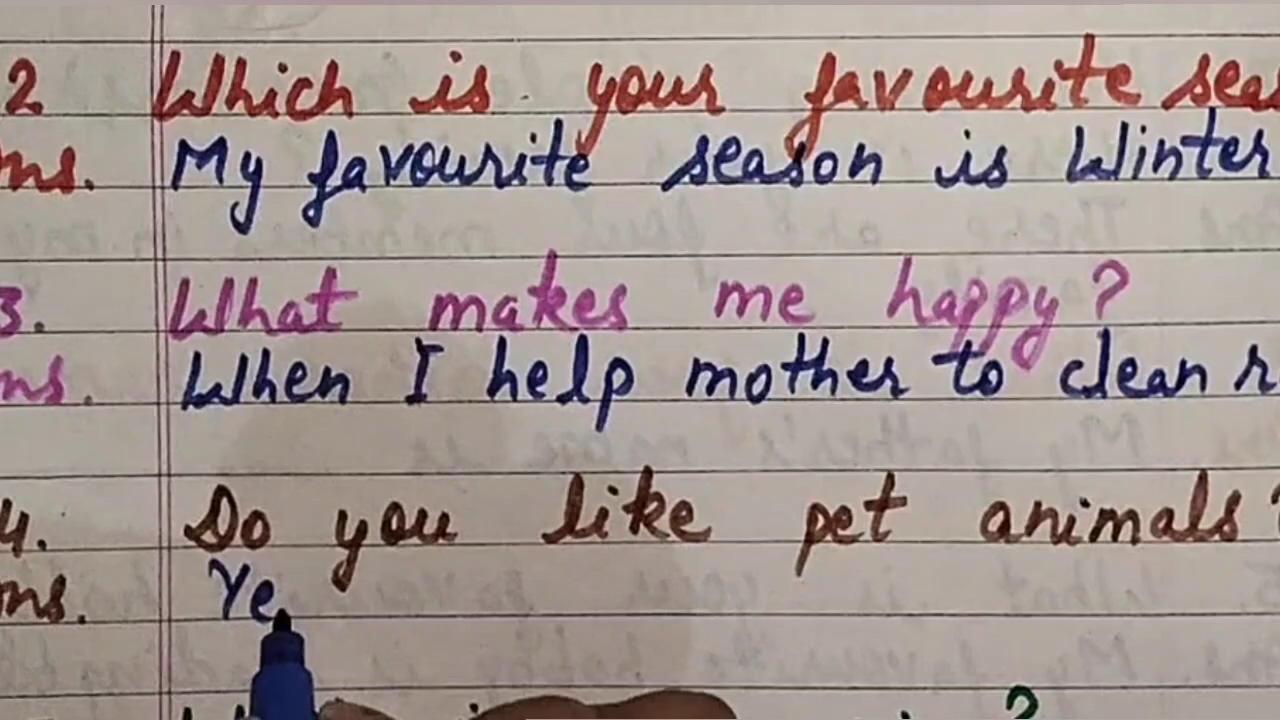 2 Which is your favourite seas
ns. My favourite season is Winter
3. What makes me happy?
ns. When I help mother to clean r
4. Do you like pet animals?
ns. Ye
?